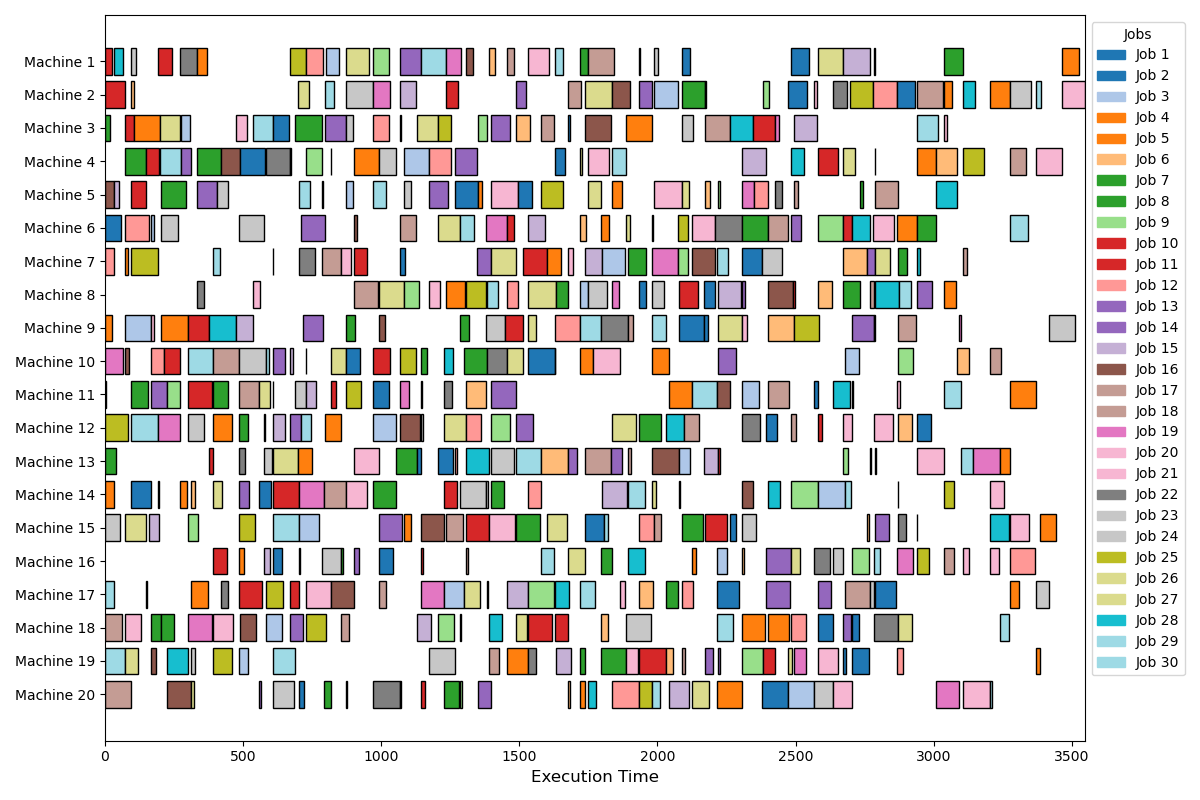 Machine 1
Machine 2
Machine 3
Machine 4
Machine 5
Machine 6
Machine 7
Machine 8
Machine 9
Machine 10
Machine 11
Machine 12
Machine 13
Machine 14
Machine 15
Machine 16
Machine 17
Machine 18
Machine 19
Machine 20
0 500 1000 1500 2000 2500 3000 3500
Execution Time
Jobs
Job 1
Job 2
Job 3
Job 4
Job 5
Job 6
Job 7
Job 8
Job 9
Job 10
Job 11
Job 12
Job 13
Job 14
Job 15
Job 16
Job 17
Job 18
Job 19
Job 20
Job 21
Job 22
Job 23
Job 24
Job 25
Job 26
Job 27
Job 28
Job 29
Job 30